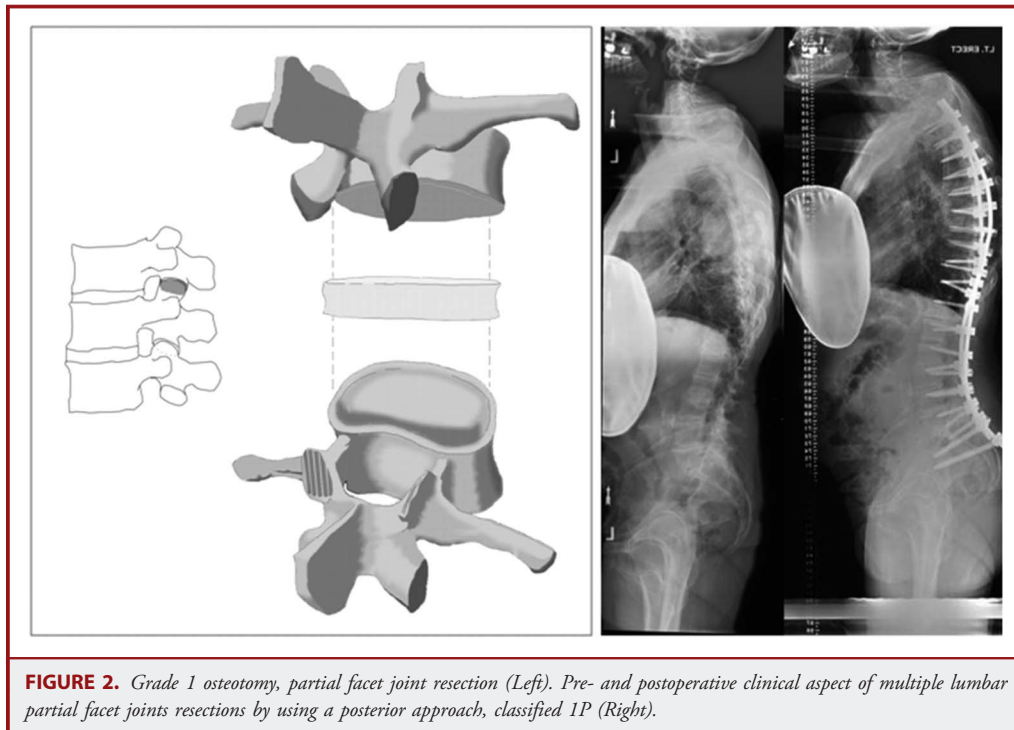 LT. ERECT
L
L
FIGURE 2. Grade 1 osteotomy, partial facet joint resection (Left). Pre- and postoperative clinical aspect of multiple lumbar
partial facet joints resections by using a posterior approach, classified 1P (Right).